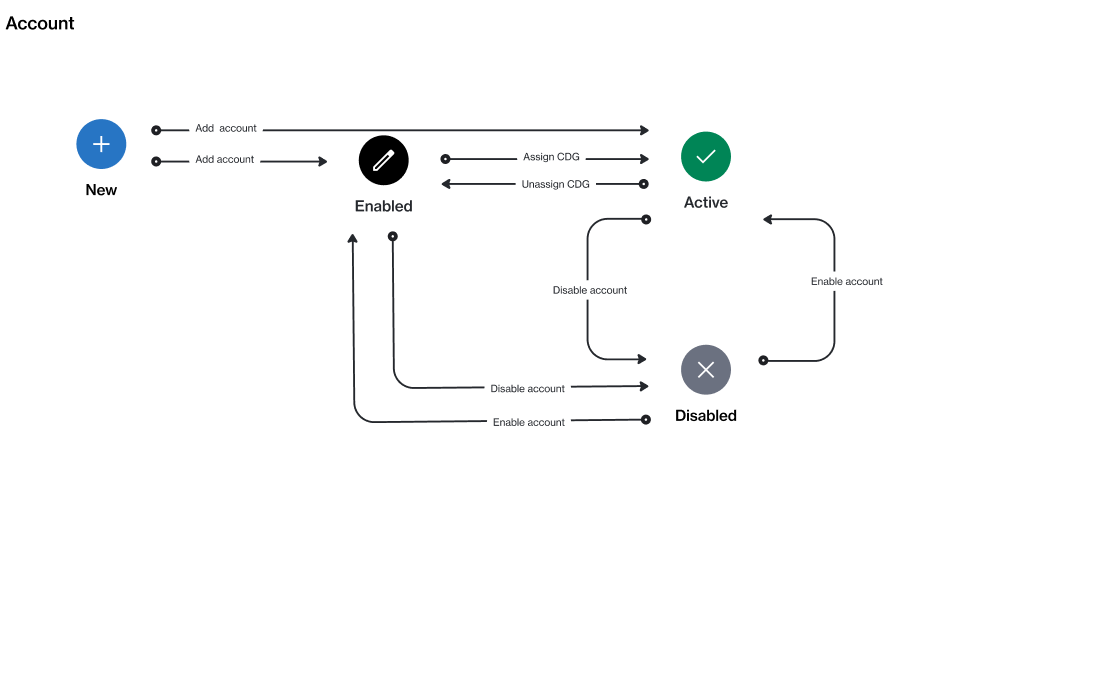 Account
Add  account
Add account
Assign CDG
Unassign CDG
New
Enabled
Active
Disable account
Enable account
Disable account
Enable account
Disabled